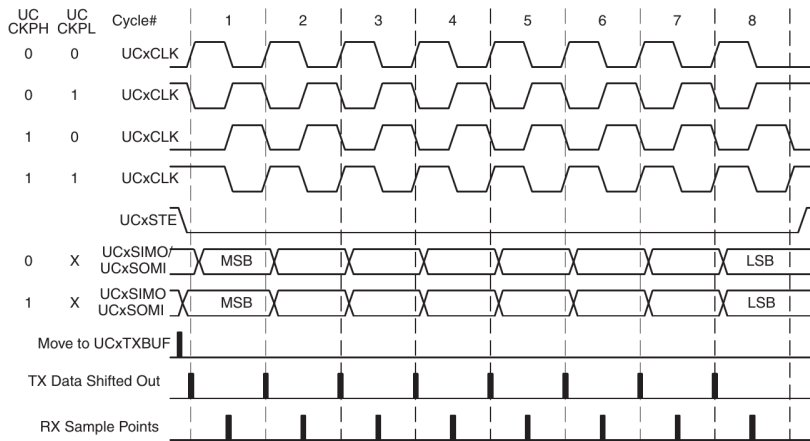 UC UC
CKPH CKPL Cycle# 1 2 3 4 5 6 7 8
0 0 UCxCLK
0 1 UCxCLK
1 0 UCxCLK
1 1 UCxCLK
UCxSTE
0 X UCxSIMO/
UCxSOMI MSB LSB
1 X UCxSIMO
UCxSOMI MSB LSB
Move to UCxTXBUF
TX Data Shifted Out
RX Sample Points